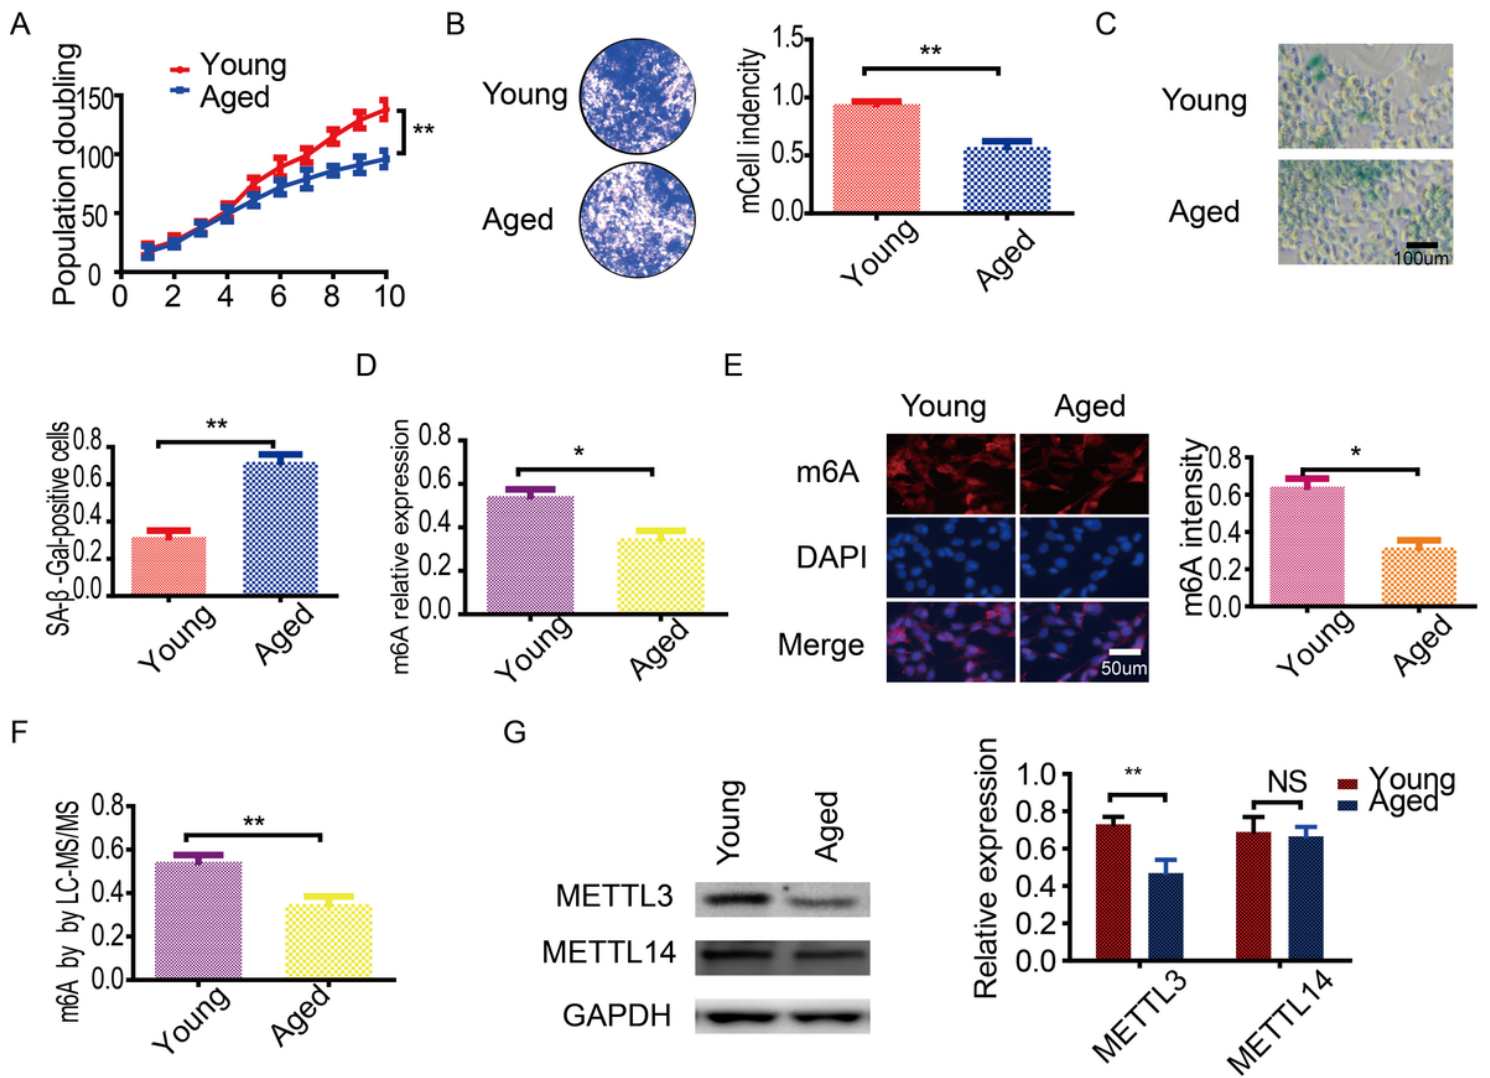 A
Population doubling
Young
Aged
150
100
50
0
0 2 4 6 8 10
**
B
Young
Aged
mCell indencity
1.5
1.0
0.5
0.0
**
Young
Aged
C
Young
Aged
100um
SA-β-Gal-positive cells
0.8
0.6
0.4
0.2
0.0
**
Young
Aged
D
m6A relative expression
0.8
0.6
0.4
0.2
0.0
*
Young
Aged
E
Young Aged
m6A
DAPI
Merge
50um
m6A intensity
0.8
0.6
0.4
0.2
0.0
*
Young
Aged
F
m6A by by LC-MS/MS
0.8
0.6
0.4
0.2
0.0
**
Young
Aged
G
Young
Aged
METTL3
METTL14
GAPDH
Relative expression
1.0
0.8
0.6
0.4
0.2
0.0
**
NS
Young
Aged
METTL3
METTL14